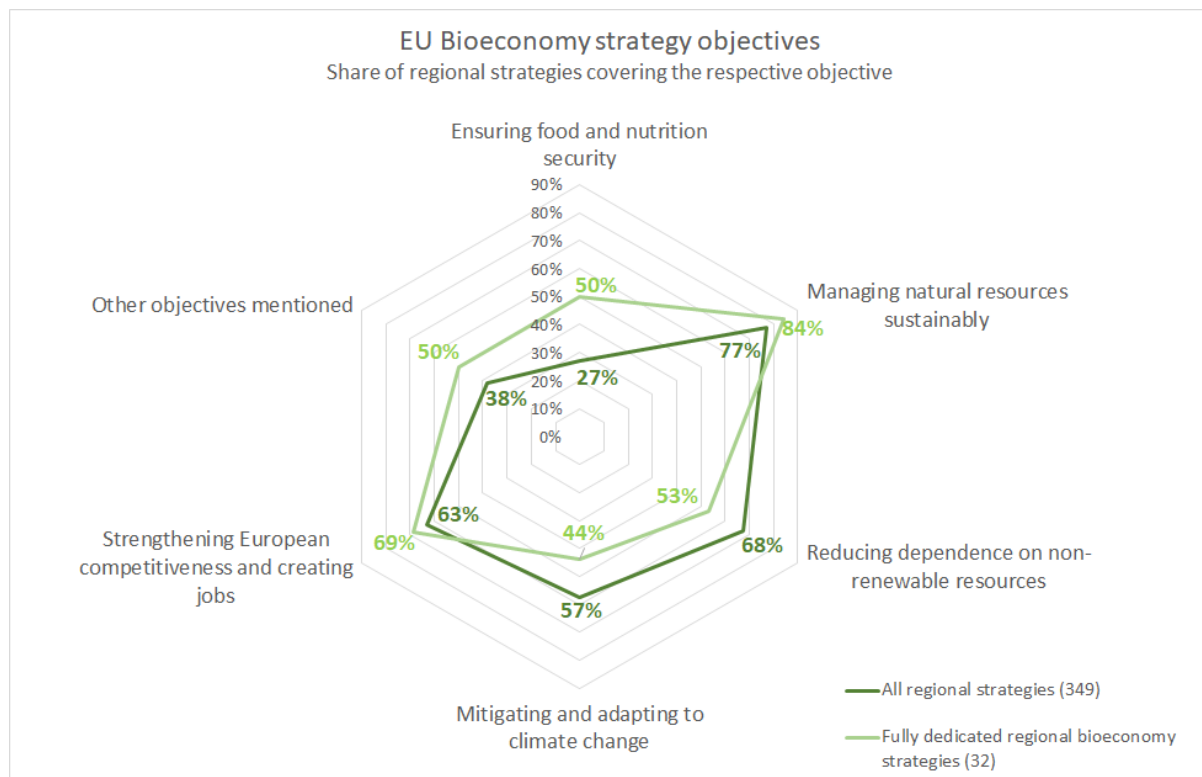 EU Bioeconomy strategy objectives
Share of regional strategies covering the respective objective
Ensuring food and nutrition
security
90%
80%
70%
60%
50%
40%
30%
20%
10%
0%
50%
27%
Managing natural resources
sustainably
84%
77%
Other objectives mentioned
50%
38%
53%
68%
Reducing dependence on non-
renewable resources
44%
57%
63%
69%
Strengthening European
competitiveness and creating
jobs
Mitigating and adapting to
climate change
All regional strategies (349)
Fully dedicated regional bioeconomy
strategies (32)